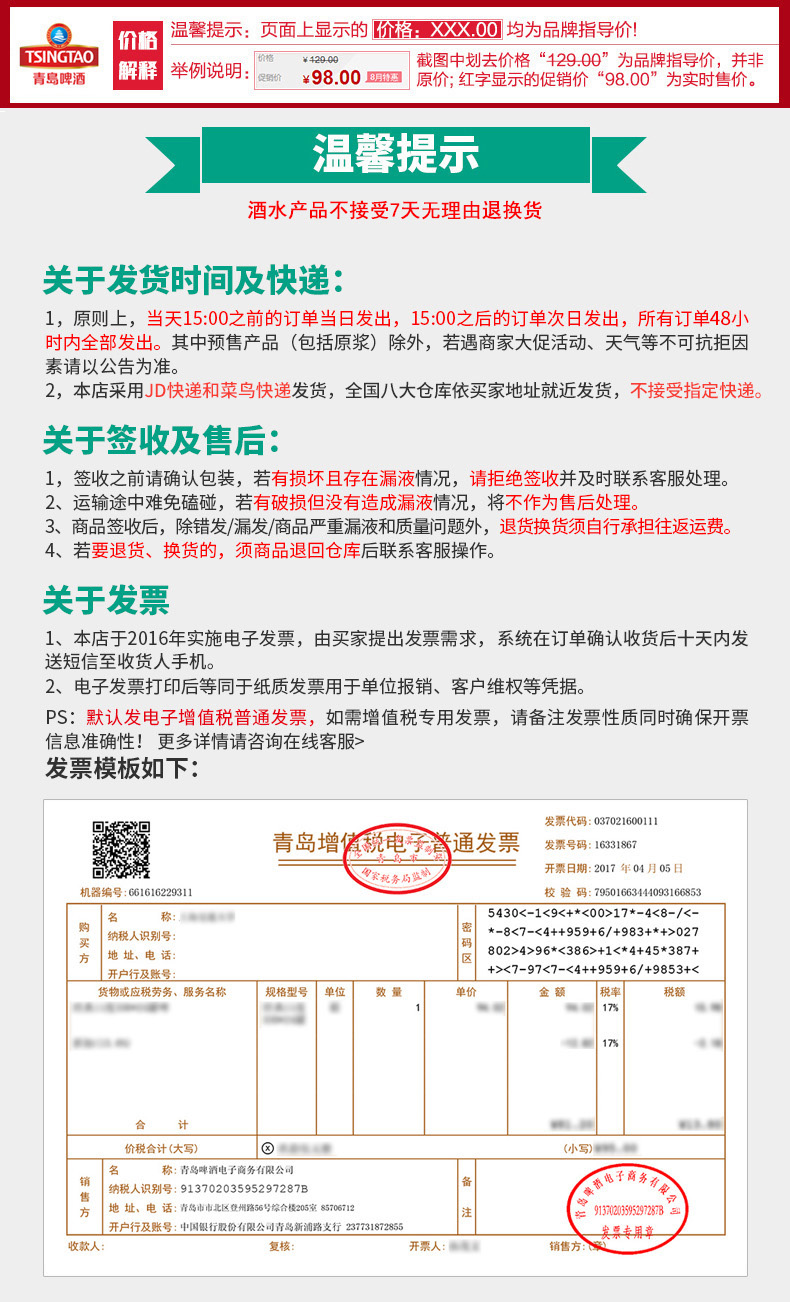 温馨提示：页面上显示的 价格：XXX.00 均为品牌指导价!
TSINGTAO
青岛啤酒
价格
解释
举例说明：
价格 ¥129.00
促销价 ¥98.00 8月特惠
截图中划去价格“129.00”为品牌指导价，并非
原价; 红字显示的促销价“98.00”为实时售价。
温馨提示
酒水产品不接受7天无理由退换货
关于发货时间及快递：
1，原则上，当天15:00之前的订单当日发出，15:00之后的订单次日发出，所有订单48小
时内全部发出。其中预售产品（包括原浆）除外，若遇商家大促活动、天气等不可抗拒因
素请以公告为准。
2，本店采用JD快递和菜鸟快递发货，全国八大仓库依买家地址就近发货，不接受指定快递。
关于签收及售后：
1，签收之前请确认包装，若有损坏且存在漏液情况，请拒绝签收并及时联系客服处理。
2、运输途中难免磕碰，若有破损但没有造成漏液情况，将不作为售后处理。
3、商品签收后，除错发/漏发/商品严重漏液和质量问题外，退货换货须自行承担往返运费。
4、若要退货、换货的，须商品退回仓库后联系客服操作。
关于发票
1、本店于2016年实施电子发票，由买家提出发票需求，系统在订单确认收货后十天内发
送短信至收货人手机。
2、电子发票打印后等同于纸质发票用于单位报销、客户维权等凭据。
PS：默认发电子增值税普通发票，如需增值税专用发票，请备注发票性质同时确保开票
信息准确性！ 更多详情请咨询在线客服>
发票模板如下：
青岛增值税电子普通发票
青岛市
国家税务局监制
发票代码: 037021600111
发票号码: 16331867
开票日期: 2017 年 04 月 05 日
机器编号: 661616229311
校 验 码: 79501663444093166853
购买方
名 称:
纳税人识别号:
地 址、电 话:
开户行及账号:
密码区
5430<-1<9<+*<00>17*-4<8-/<-
*-8<7-<4++959+6/+983+*+>027
802>4>96*<386>+1<*4+45*387+
+><7-97<7-<4++959+6/+9853+<
货物或应税劳务、服务名称 规格型号 单位 数 量 单价 金 额 税率 税额
1 17%
17%
合 计
价税合计(大写) ⓧ (小写)
销售方
名 称: 青岛啤酒电子商务有限公司
纳税人识别号: 91370203595297287B
地 址、电 话: 青岛市市北区登州路56号综合楼205室 85706712
开户行及账号: 中国银行股份有限公司青岛新浦路支行 237731872855
备注
青岛啤酒电子商务有限公司
91370203595297287B
发票专用章
收款人: 复核: 开票人: 销售方: (章)